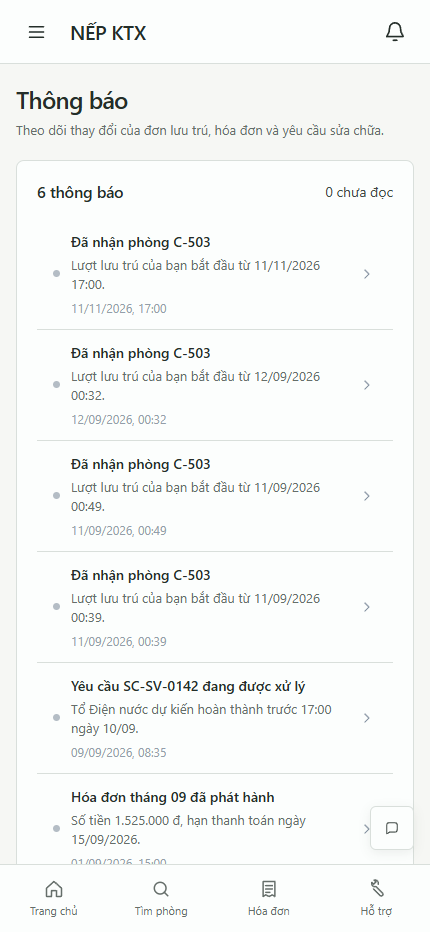 NẾP KTX
Thông báo
Theo dõi thay đổi của đơn lưu trú, hóa đơn và yêu cầu sửa chữa.
6 thông báo
0 chưa đọc
Đã nhận phòng C-503
Lượt lưu trú của bạn bắt đầu từ 11/11/2026
17:00.
11/11/2026, 17:00
Đã nhận phòng C-503
Lượt lưu trú của bạn bắt đầu từ 12/09/2026
00:32.
12/09/2026, 00:32
Đã nhận phòng C-503
Lượt lưu trú của bạn bắt đầu từ 11/09/2026
00:49.
11/09/2026, 00:49
Đã nhận phòng C-503
Lượt lưu trú của bạn bắt đầu từ 11/09/2026
00:39.
11/09/2026, 00:39
Yêu cầu SC-SV-0142 đang được xử lý
Tổ Điện nước dự kiến hoàn thành trước 17:00
ngày 10/09.
09/09/2026, 08:35
Hóa đơn tháng 09 đã phát hành
Số tiền 1.525.000 đ, hạn thanh toán ngày
15/09/2026.
01/09/2026, 15:00
Trang chủ
Tìm phòng
Hóa đơn
Hỗ trợ